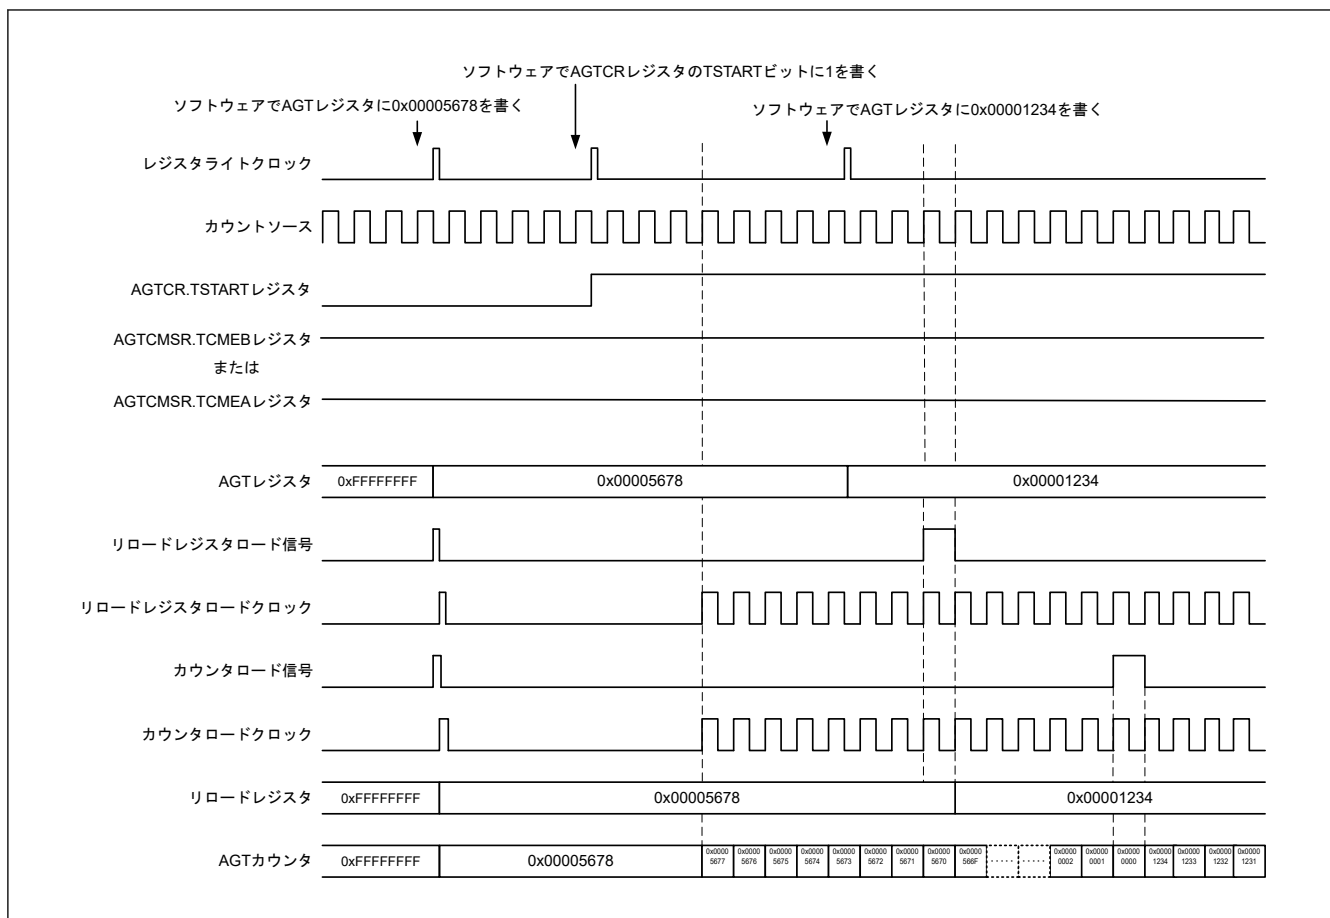 ソフトウェアでAGTCRレジスタのTSTARTビットに1を書く
ソフトウェアでAGTレジスタに0x00005678を書く
ソフトウェアでAGTレジスタに0x00001234を書く
レジスタライトクロック
カウントソース
AGTCR.TSTARTレジスタ
AGTCMSR.TCMEBレジスタ
または
AGTCMSR.TCMEAレジスタ
AGTレジスタ 0xFFFFFFFF 0x00005678 0x00001234
リロードレジスタロード信号
リロードレジスタロードクロック
カウンタロード信号
カウンタロードクロック
リロードレジスタ 0xFFFFFFFF 0x00005678 0x00001234
AGTカウンタ 0xFFFFFFFF 0x00005678 0x0000 5677 0x0000 5676 0x0000 5675 0x0000 5674 0x0000 5673 0x0000 5672 0x0000 5671 0x0000 5670 0x0000 566F ..... ..... 0x0000 0002 0x0000 0001 0x0000 0000 0x0000 1234 0x0000 1233 0x0000 1232 0x0000 1231